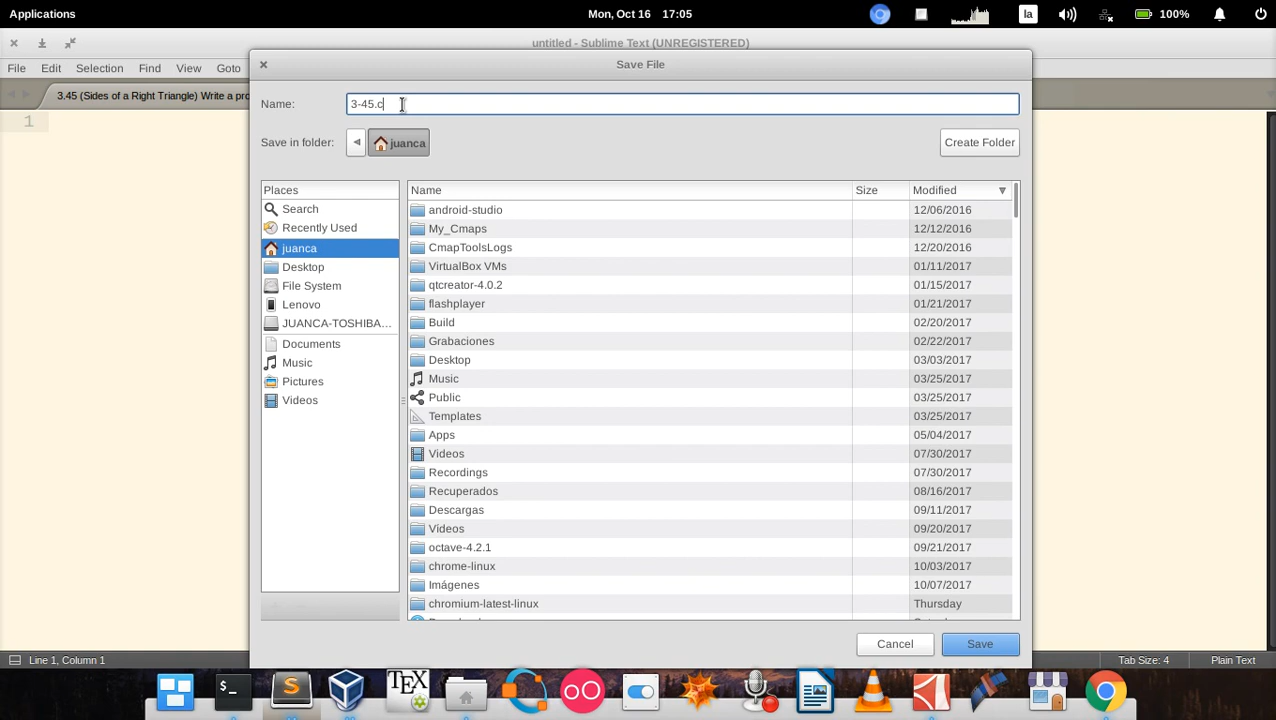 Applications
Mon, Oct 16 17:05
la
100%
untitled - Sublime Text (UNREGISTERED)
File Edit Selection Find View Goto
3.45 (Sides of a Right Triangle) Write a pro
1
Save File
Name: 3-45.c
Save in folder: juanca
Create Folder
Places
Search
Recently Used
juanca
Desktop
File System
Lenovo
JUANCA-TOSHIBA...
Documents
Music
Pictures
Videos
Name Size Modified
android-studio 12/06/2016
My_Cmaps 12/12/2016
CmapToolsLogs 12/20/2016
VirtualBox VMs 01/11/2017
qtcreator-4.0.2 01/15/2017
flashplayer 01/21/2017
Build 02/20/2017
Grabaciones 02/22/2017
Desktop 03/03/2017
Music 03/25/2017
Public 03/25/2017
Templates 03/25/2017
Apps 05/04/2017
Videos 07/30/2017
Recordings 07/30/2017
Recuperados 08/16/2017
Descargas 09/11/2017
Vídeos 09/20/2017
octave-4.2.1 09/21/2017
chrome-linux 10/03/2017
Imágenes 10/07/2017
chromium-latest-linux Thursday
Cancel
Save
Line 1, Column 1
Tab Size: 4
Plain Text
TEX